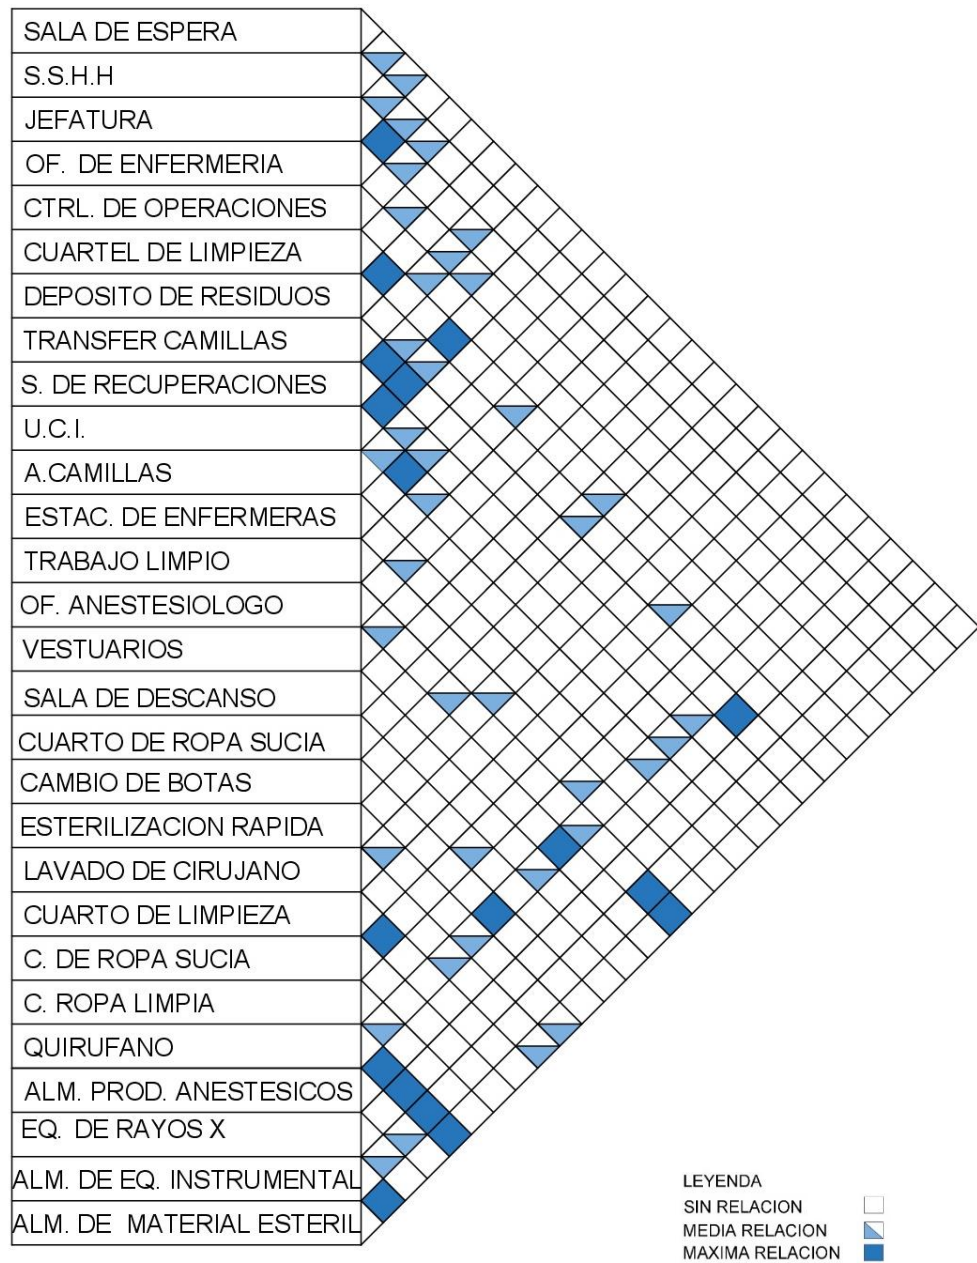 SALA DE ESPERA
S.S.H.H
JEFATURA
OF. DE ENFERMERIA
CTRL. DE OPERACIONES
CUARTEL DE LIMPIEZA
DEPOSITO DE RESIDUOS
TRANSFER CAMILLAS
S. DE RECUPERACIONES
U.C.I.
A.CAMILLAS
ESTAC. DE ENFERMERAS
TRABAJO LIMPIO
OF. ANESTESIOLOGO
VESTUARIOS
SALA DE DESCANSO
CUARTO DE ROPA SUCIA
CAMBIO DE BOTAS
ESTERILIZACION RAPIDA
LAVADO DE CIRUJANO
CUARTO DE LIMPIEZA
C. DE ROPA SUCIA
C. ROPA LIMPIA
QUIRUFANO
ALM. PROD. ANESTESICOS
EQ. DE RAYOS X
ALM. DE EQ. INSTRUMENTAL
ALM. DE MATERIAL ESTERIL
LEYENDA
SIN RELACION
MEDIA RELACION
MAXIMA RELACION